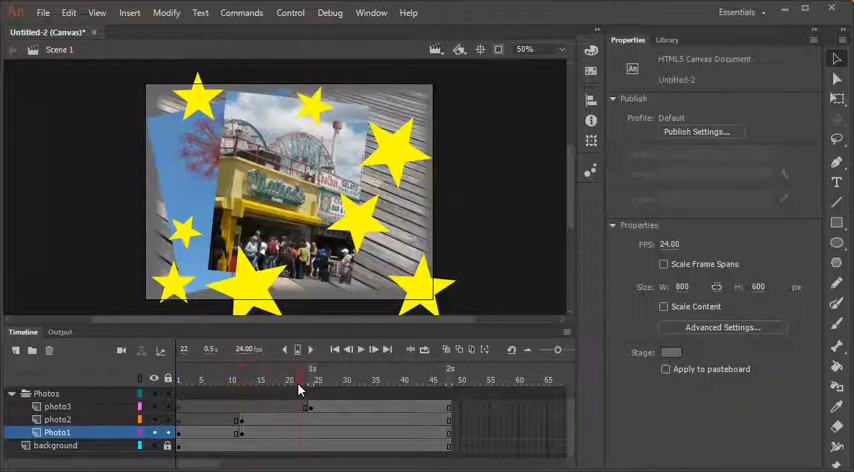 An File Edit View Insert Modify Text Commands Control Debug Window Help Essentials
Untitled-2 (Canvas)*
Scene 1 50%
Properties Library
HTML5 Canvas Document
An
Untitled-2
Publish
Profile: Default
Publish Settings...
Nathan's
Properties
FPS: 24.00
Scale Frame Spans
Size: W: 800 H: 600 px
Scale Content
Advanced Settings...
Stage:
Apply to pasteboard
Timeline Output
22 0.5 s 24.00 fps
1s 2s
1 5 10 15 20 25 30 35 40 45 50 55 60 65
Photos
photo3
photo2
Photo1
background